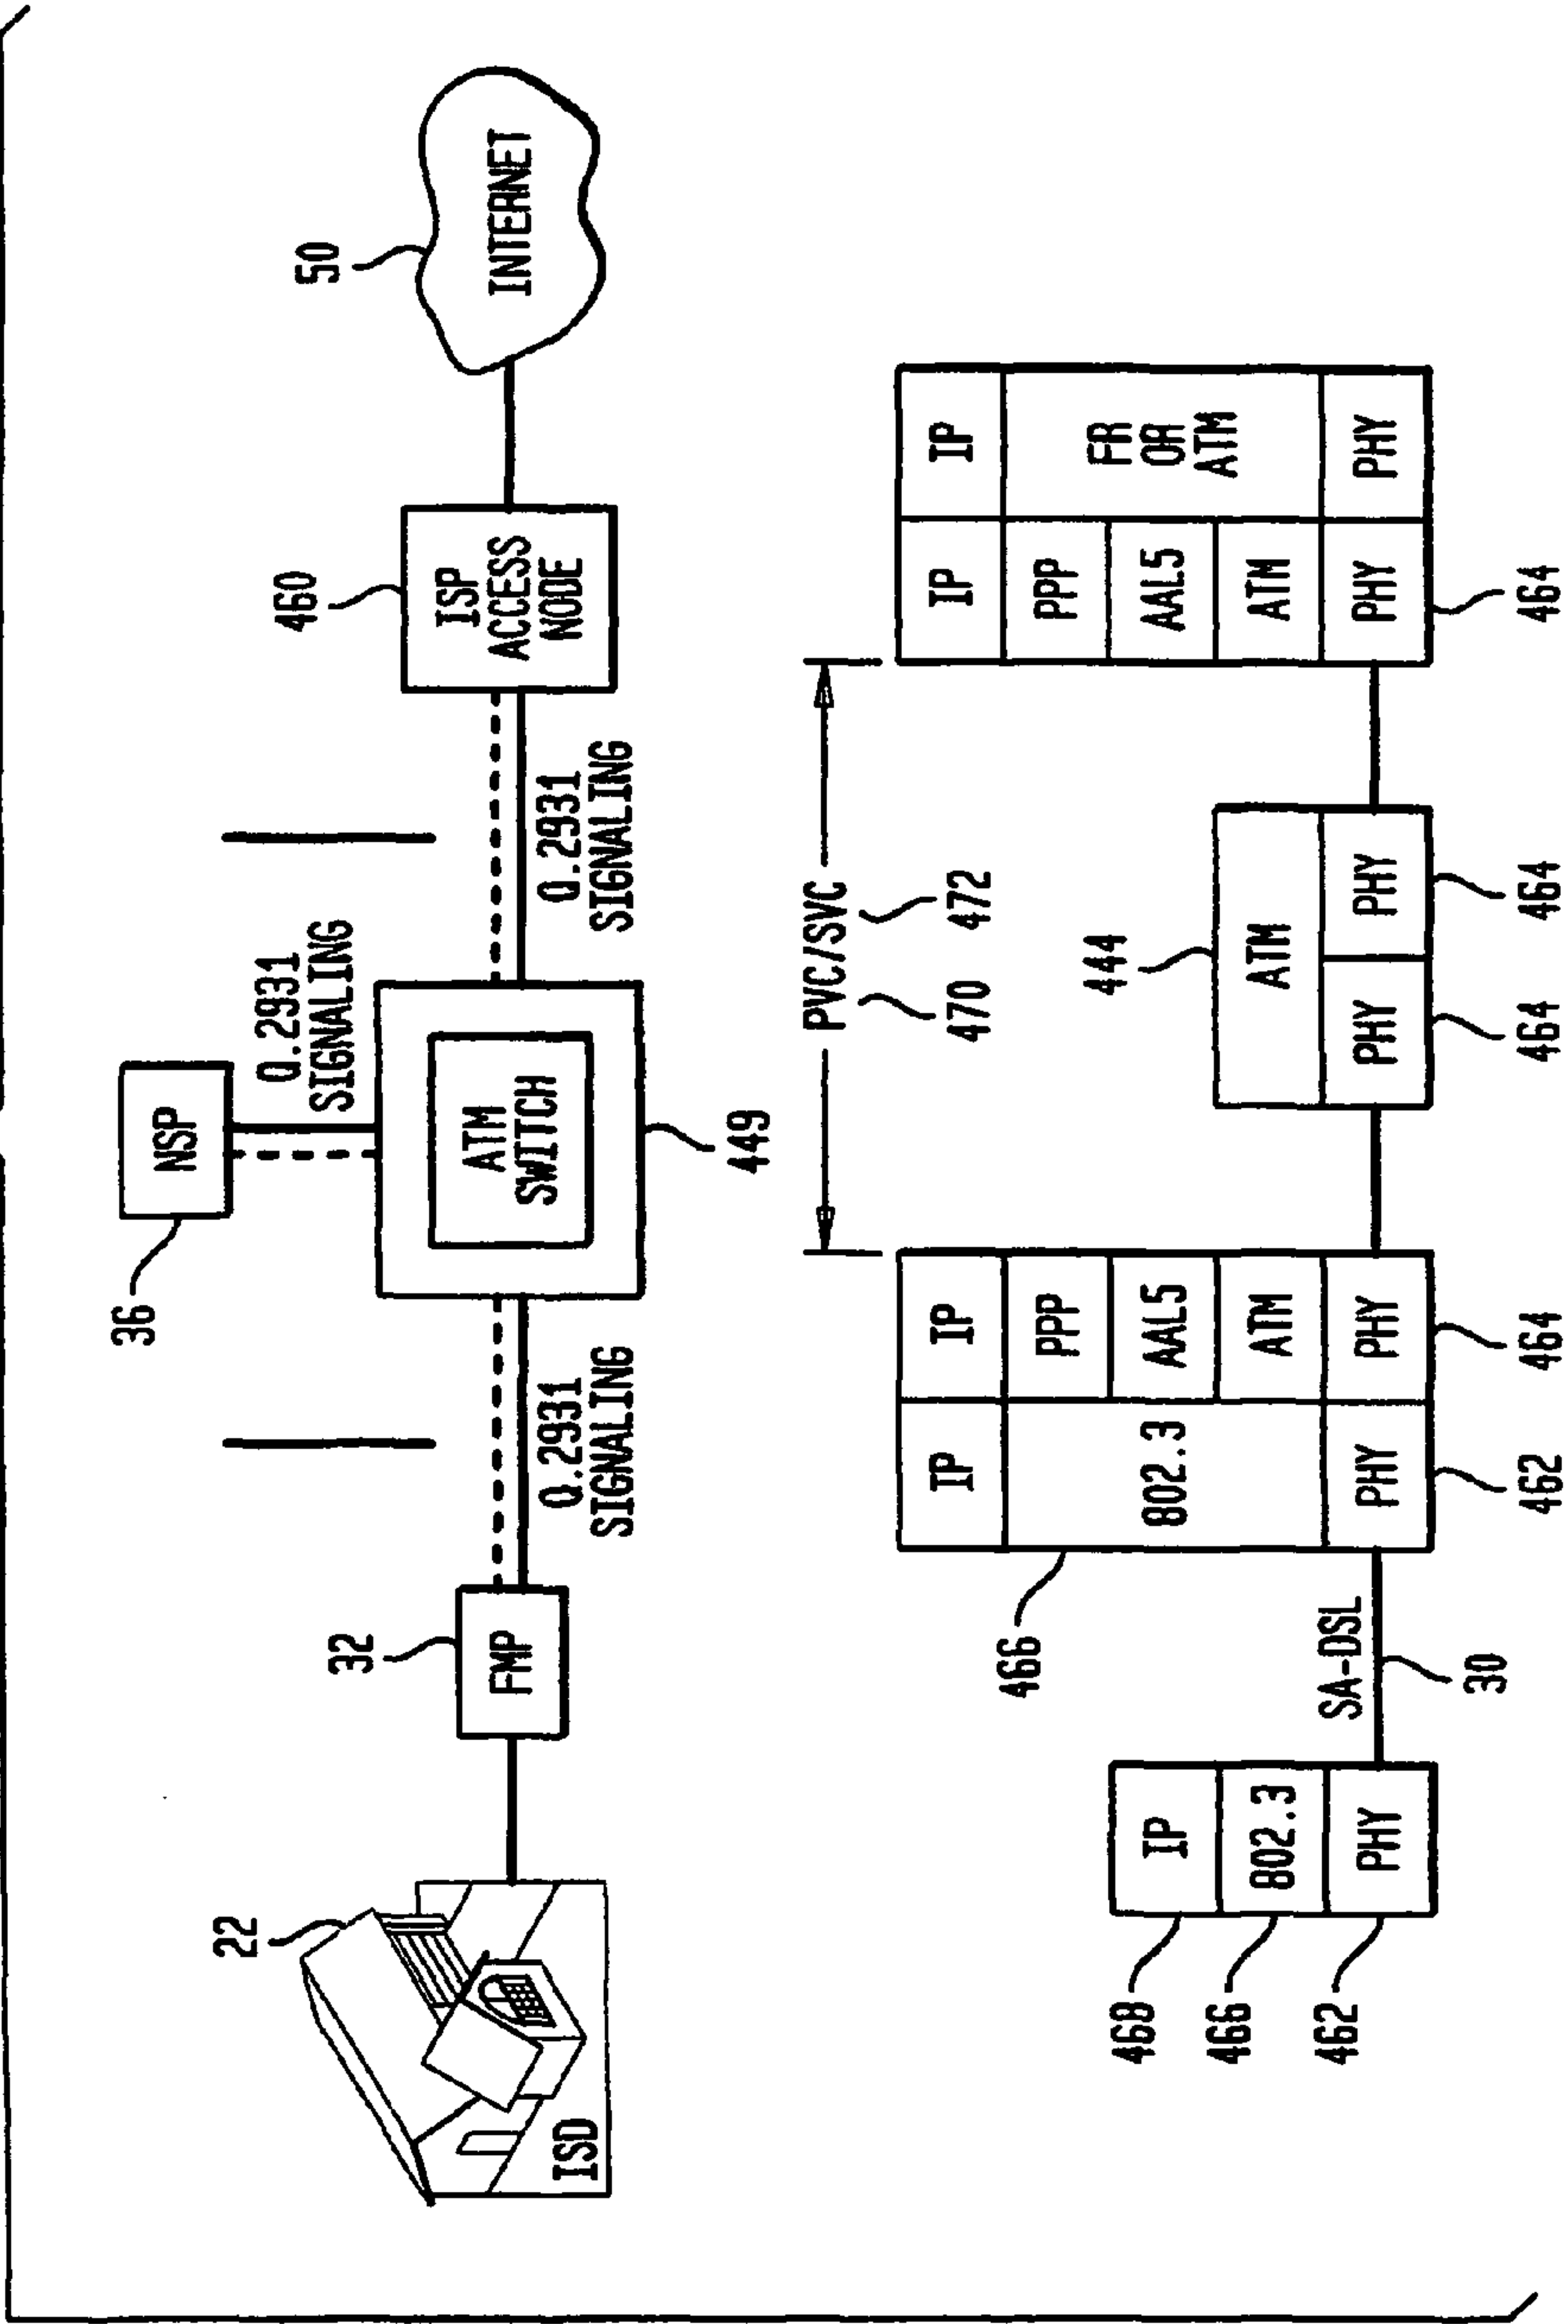 22
ISD
32
FMP
Q.2931
SIGNALING
36
NSP
Q.2931
SIGNALING
ATM
SWITCH
449
Q.2931
SIGNALING
460
ISP
ACCESS
NODE
50
INTERNET
468
466
462
IP
802.3
PHY
SA-DSL
30
466
IP
802.3
PHY
462
IP
PPP
AAL5
ATM
PHY
464
PVC/SVC
470
472
444
ATM
PHY
PHY
464
464
IP
PPP
AAL5
ATM
PHY
464
IP
FR
OR
ATM
PHY